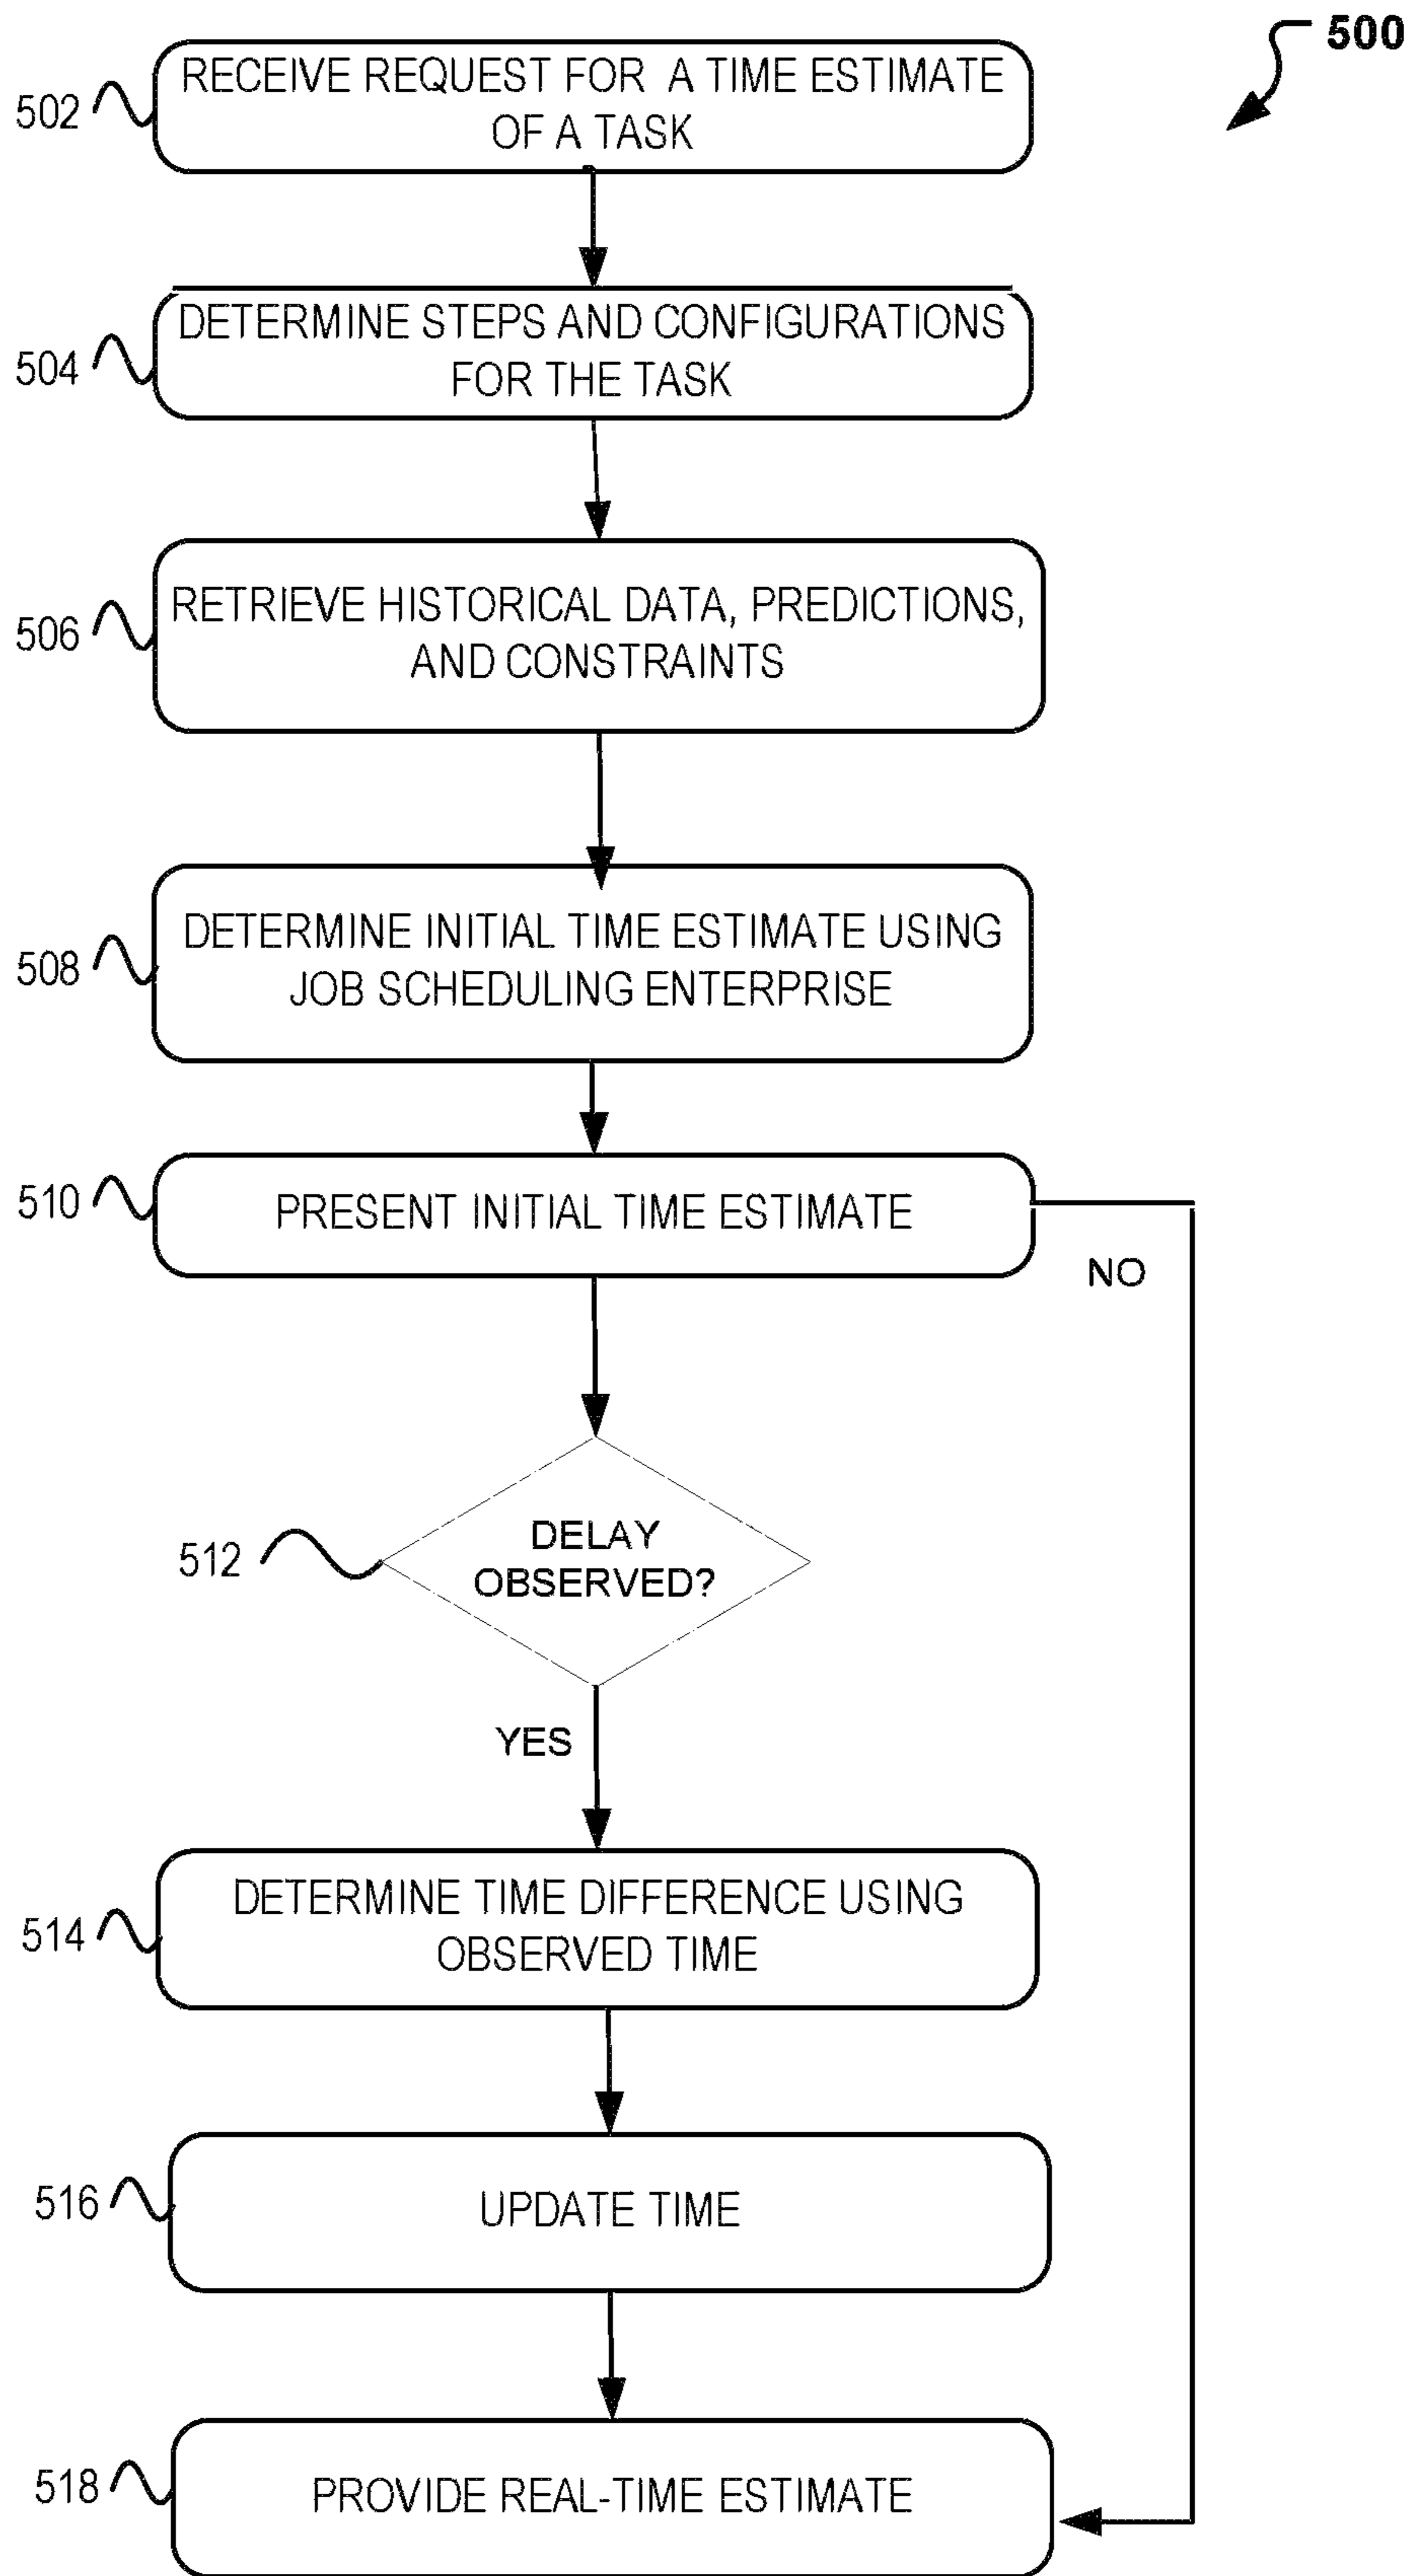 500
502
RECEIVE REQUEST FOR A TIME ESTIMATE
OF A TASK
504
DETERMINE STEPS AND CONFIGURATIONS
FOR THE TASK
506
RETRIEVE HISTORICAL DATA, PREDICTIONS,
AND CONSTRAINTS
508
DETERMINE INITIAL TIME ESTIMATE USING
JOB SCHEDULING ENTERPRISE
510
PRESENT INITIAL TIME ESTIMATE
NO
512
DELAY
OBSERVED?
YES
514
DETERMINE TIME DIFFERENCE USING
OBSERVED TIME
516
UPDATE TIME
518
PROVIDE REAL-TIME ESTIMATE